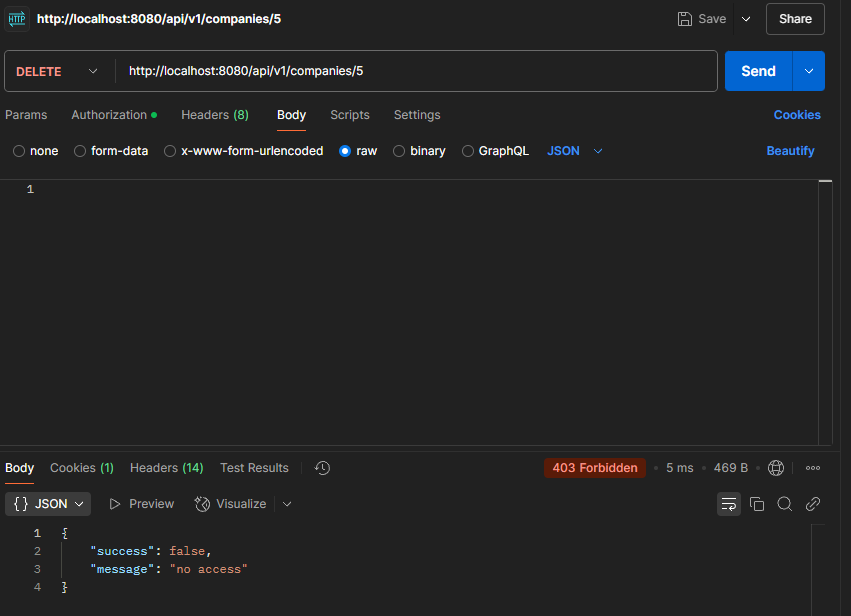 HTTP http://localhost:8080/api/v1/companies/5 Save Share
DELETE http://localhost:8080/api/v1/companies/5 Send
Params Authorization Headers (8) Body Scripts Settings Cookies
none form-data x-www-form-urlencoded raw binary GraphQL JSON Beautify
1
Body Cookies (1) Headers (14) Test Results 403 Forbidden • 5 ms • 469 B •
{} JSON Preview Visualize
1 {
2 "success": false,
3 "message": "no access"
4 }